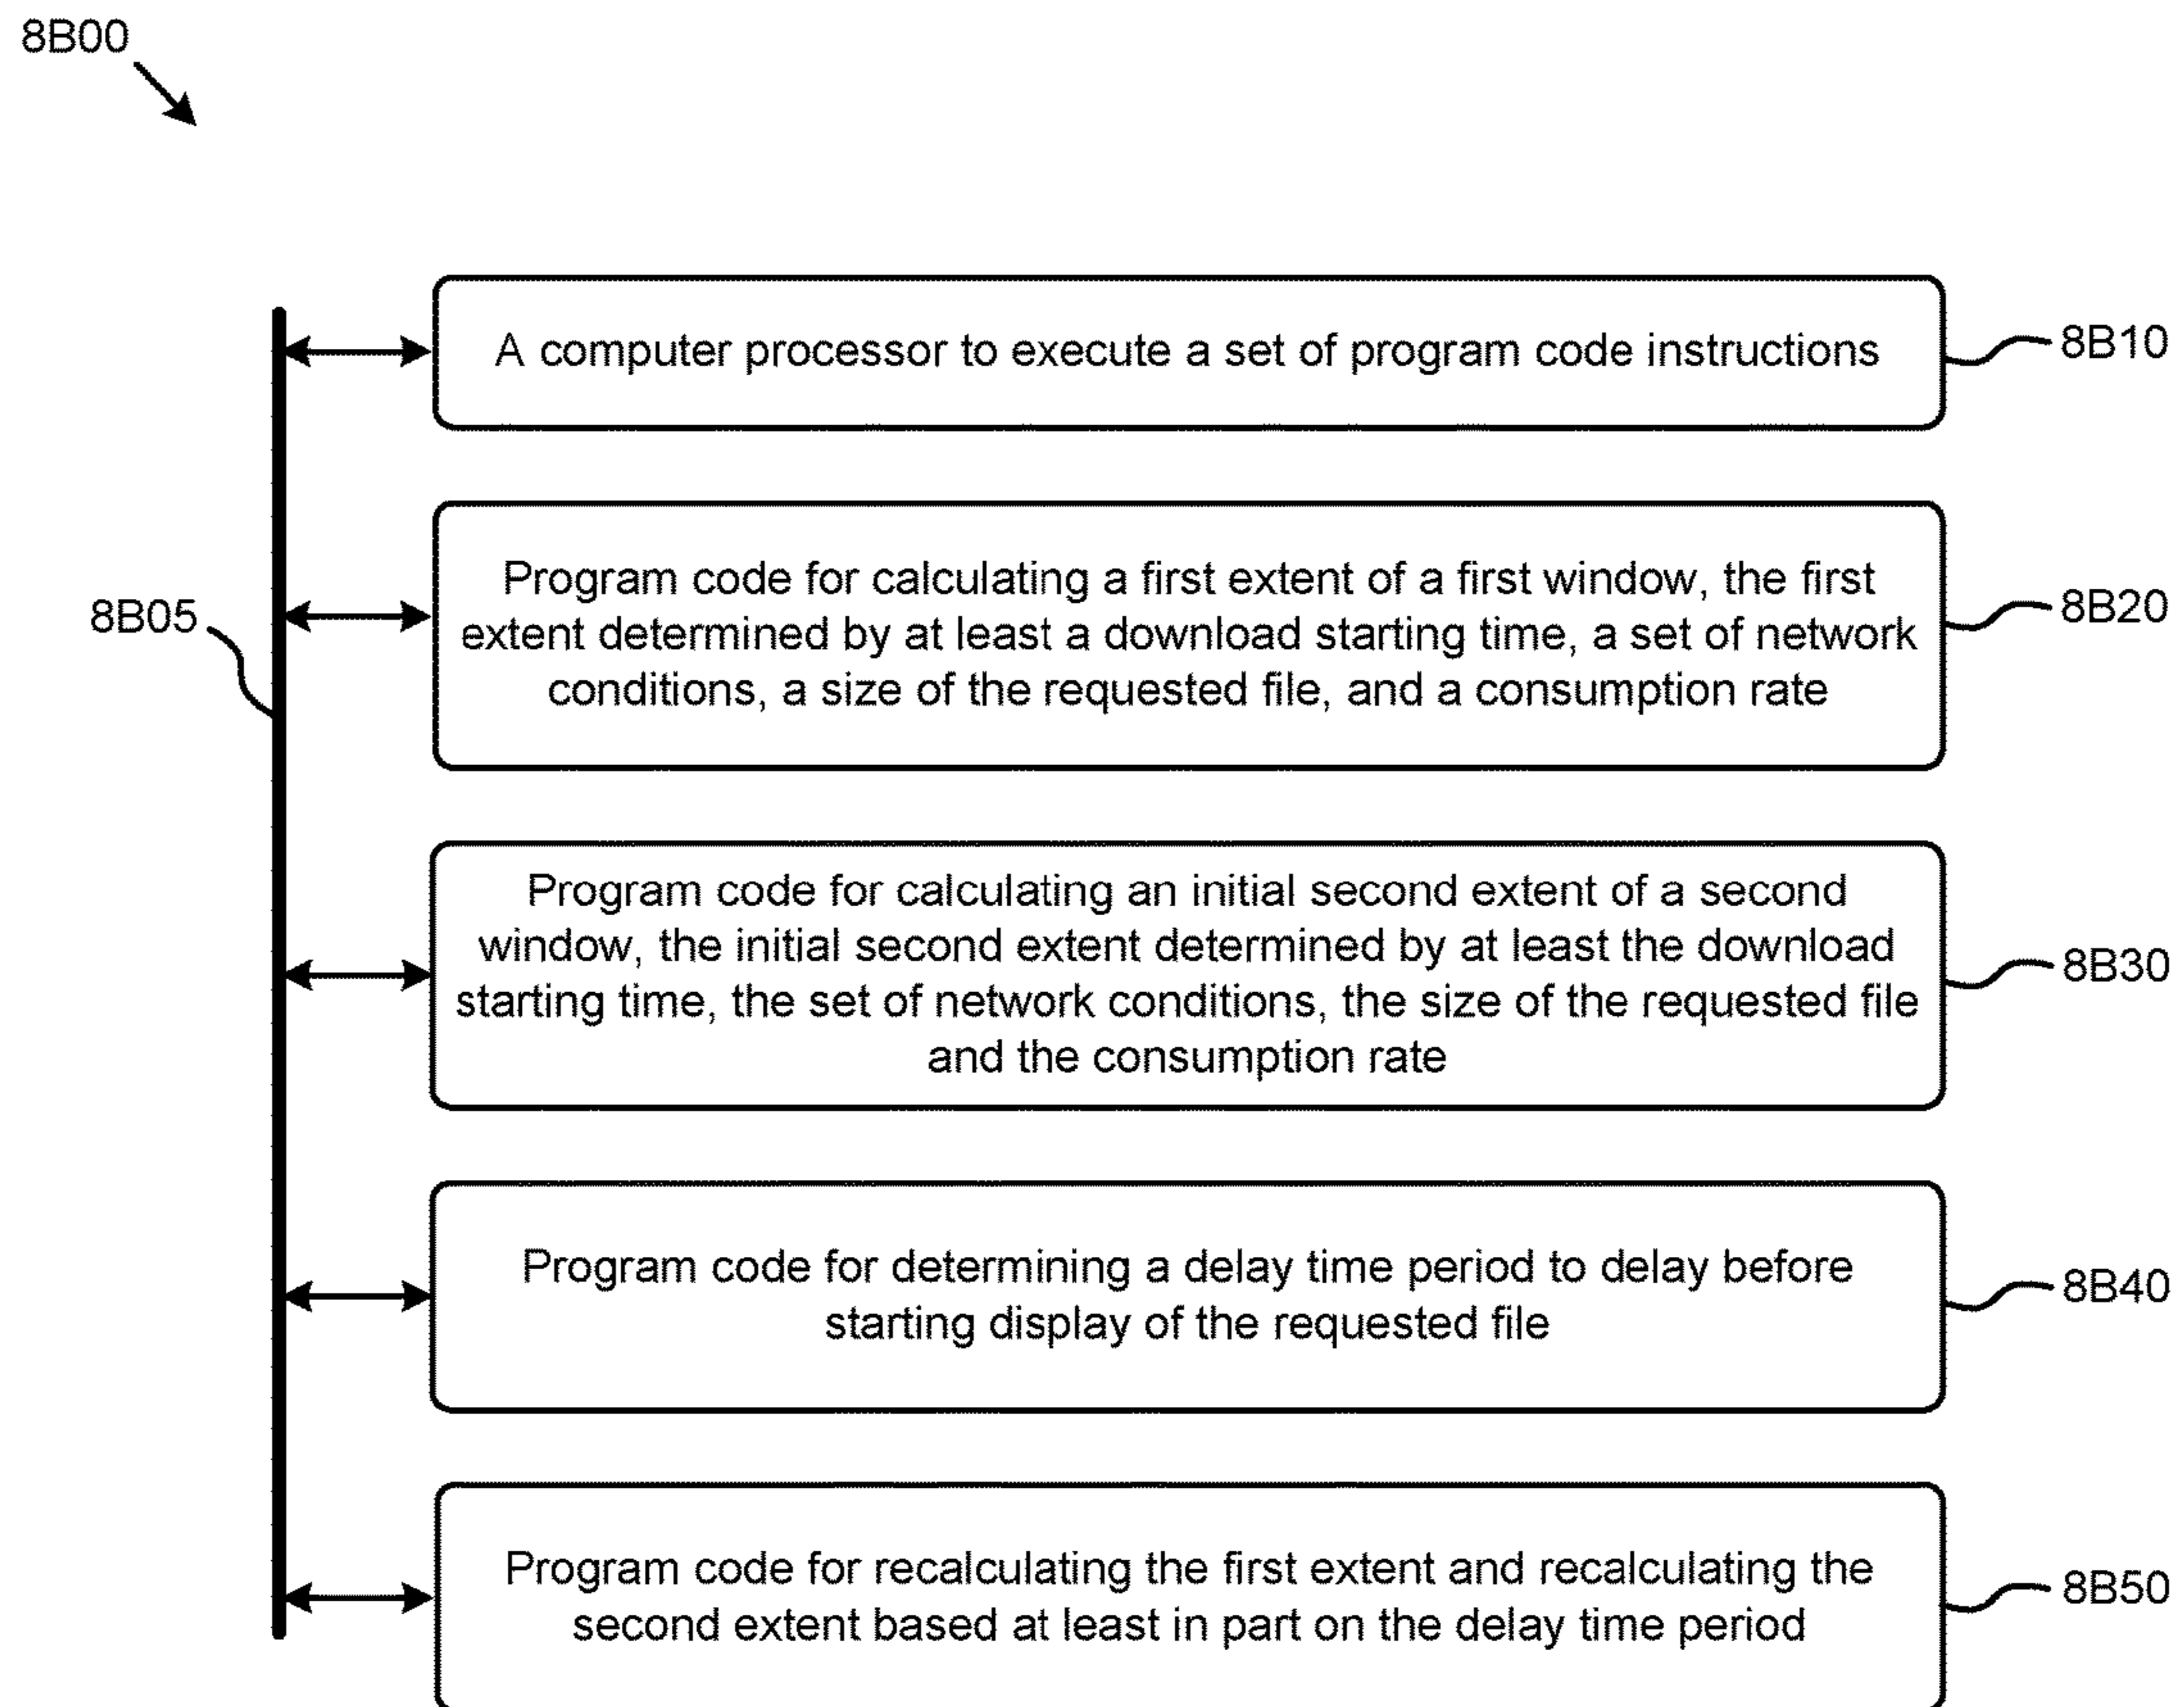 8B00
A computer processor to execute a set of program code instructions
8B10
Program code for calculating a first extent of a first window, the first
extent determined by at least a download starting time, a set of network
conditions, a size of the requested file, and a consumption rate
8B20
8B05
Program code for calculating an initial second extent of a second
window, the initial second extent determined by at least the download
starting time, the set of network conditions, the size of the requested file
and the consumption rate
8B30
Program code for determining a delay time period to delay before
starting display of the requested file
8B40
Program code for recalculating the first extent and recalculating the
second extent based at least in part on the delay time period
8B50